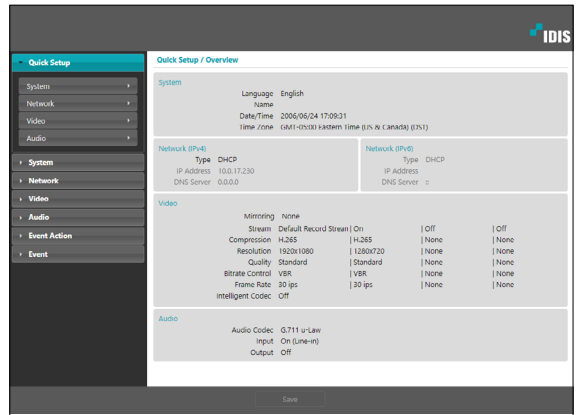 IDIS
Quick Setup
System
Network
Video
Audio
System
Network
Video
Audio
Event Action
Event
Quick Setup / Overview
System
Language English
Name
Date/Time 2006/06/24 17:09:31
Time Zone GMT-05:00 Eastern Time (US & Canada) (DST)
Network (IPv4)
Type DHCP
IP Address 10.0.17.230
DNS Server 0.0.0.0
Network (IPv6)
Type DHCP
IP Address
DNS Server ::
Video
Mirroring None
Stream Default Record Stream | On | Off | Off
Compression H.265 | H.265 | None | None
Resolution 1920x1080 | 1280x720 | None | None
Quality Standard | Standard | None | None
Bitrate Control VBR | VBR | None | None
Frame Rate 30 ips | 30 ips | None | None
Intelligent Codec Off
Audio
Audio Codec G.711 u-Law
Input On (Line-in)
Output Off
Save